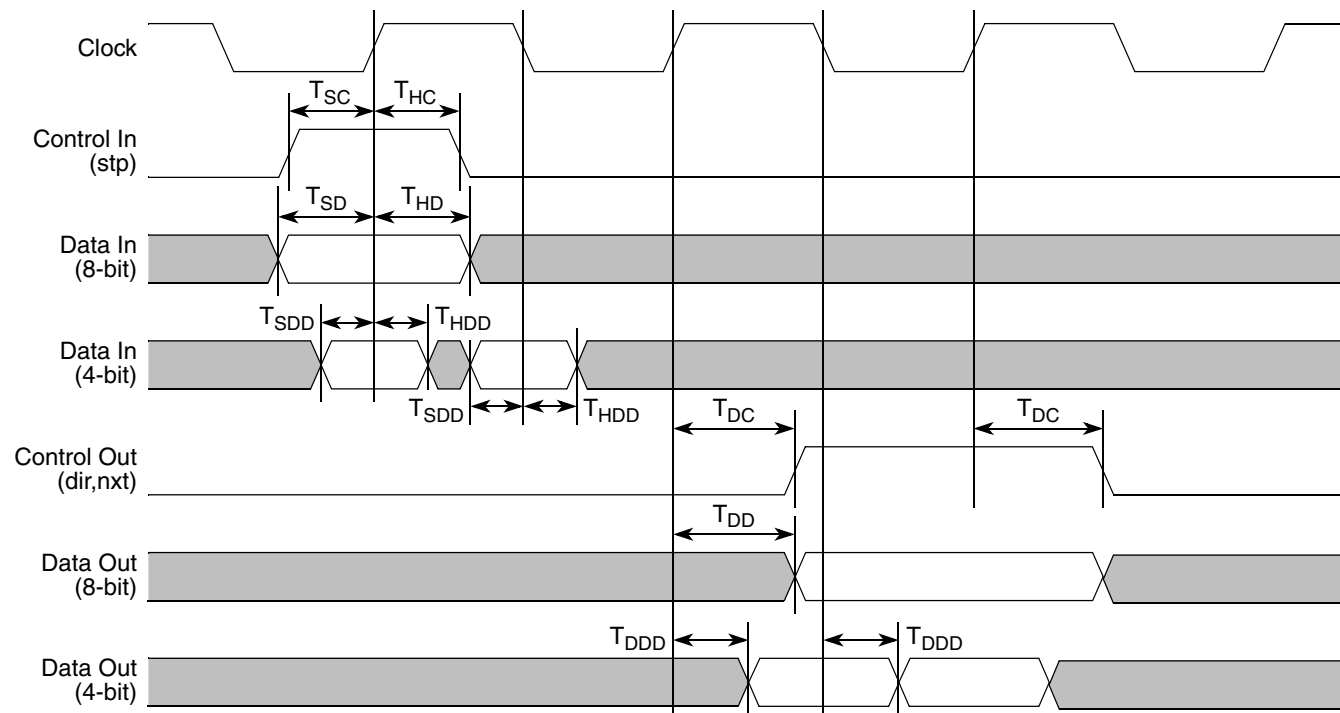 Clock
T_SC T_HC
Control In
(stp)
T_SD T_HD
Data In
(8-bit)
T_SDD T_HDD
Data In
(4-bit)
T_SDD T_HDD
T_DC T_DC
Control Out
(dir,nxt)
T_DD
Data Out
(8-bit)
T_DDD T_DDD
Data Out
(4-bit)